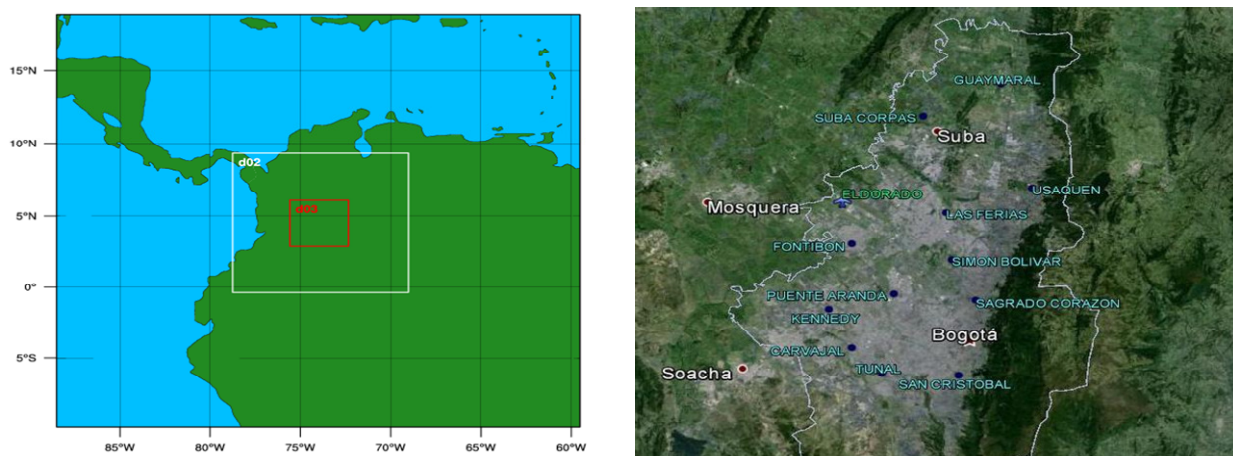 15°N
10°N
5°N
0°
5°S
85°W
80°W
75°W
70°W
65°W
60°W
d02
d03
GUAYMARAL
SUBA CORPAS
Suba
USAQUEN
ELDORADO
Mosquera
LAS FERIAS
FONTIBON
SIMON BOLIVAR
PUENTE ARANDA
SAGRADO CORAZON
KENNEDY
Bogotá
CARVAJAL
TUNAL
Soacha
SAN CRISTOBAL